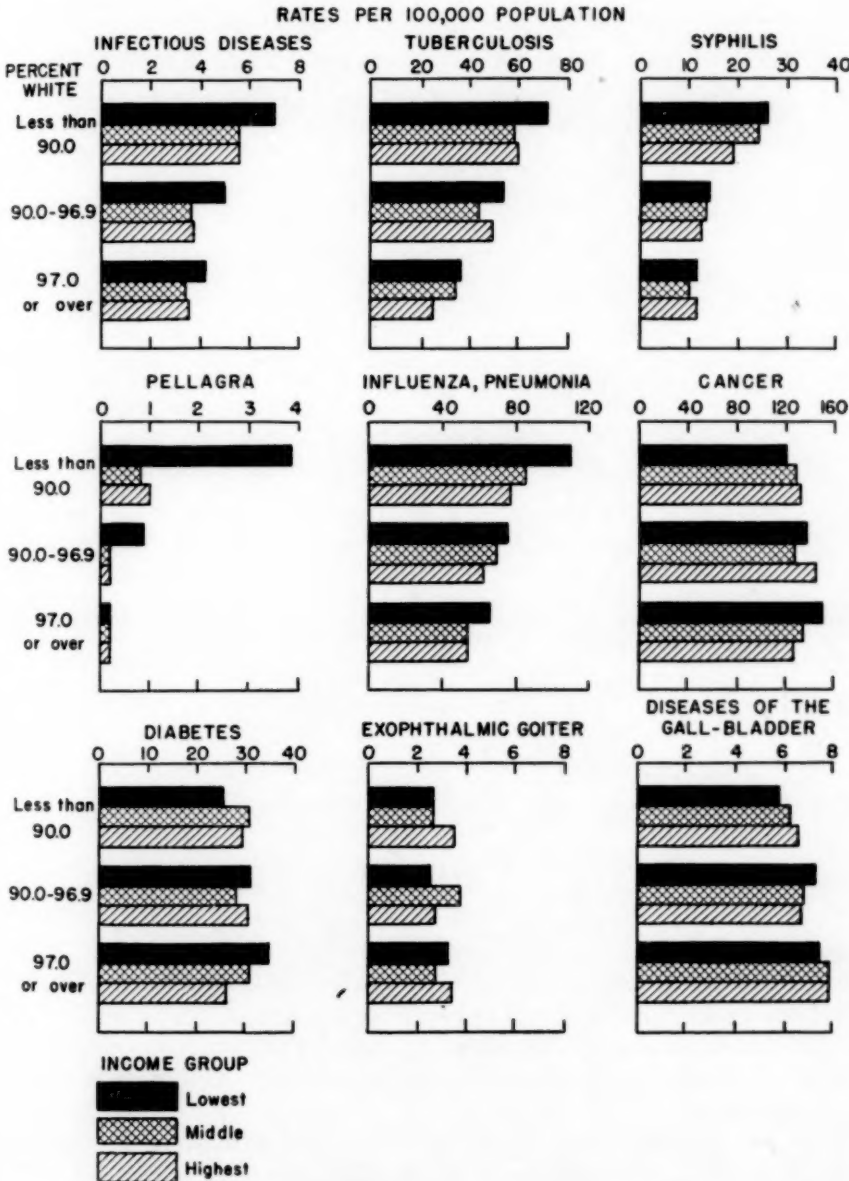 RATES PER 100,000 POPULATION
INFECTIOUS DISEASES TUBERCULOSIS SYPHILIS
PERCENT WHITE
0 2 4 6 8
0 20 40 60 80
0 10 20 30 40
Less than 90.0
90.0-96.9
97.0 or over
PELLAGRA INFLUENZA, PNEUMONIA CANCER
0 1 2 3 4
0 40 80 120
0 40 80 120 160
Less than 90.0
90.0-96.9
97.0 or over
DIABETES EXOPHTHALMIC GOITER DISEASES OF THE GALL-BLADDER
0 10 20 30 40
0 2 4 6 8
0 2 4 6 8
Less than 90.0
90.0-96.9
97.0 or over
INCOME GROUP
Lowest
Middle
Highest